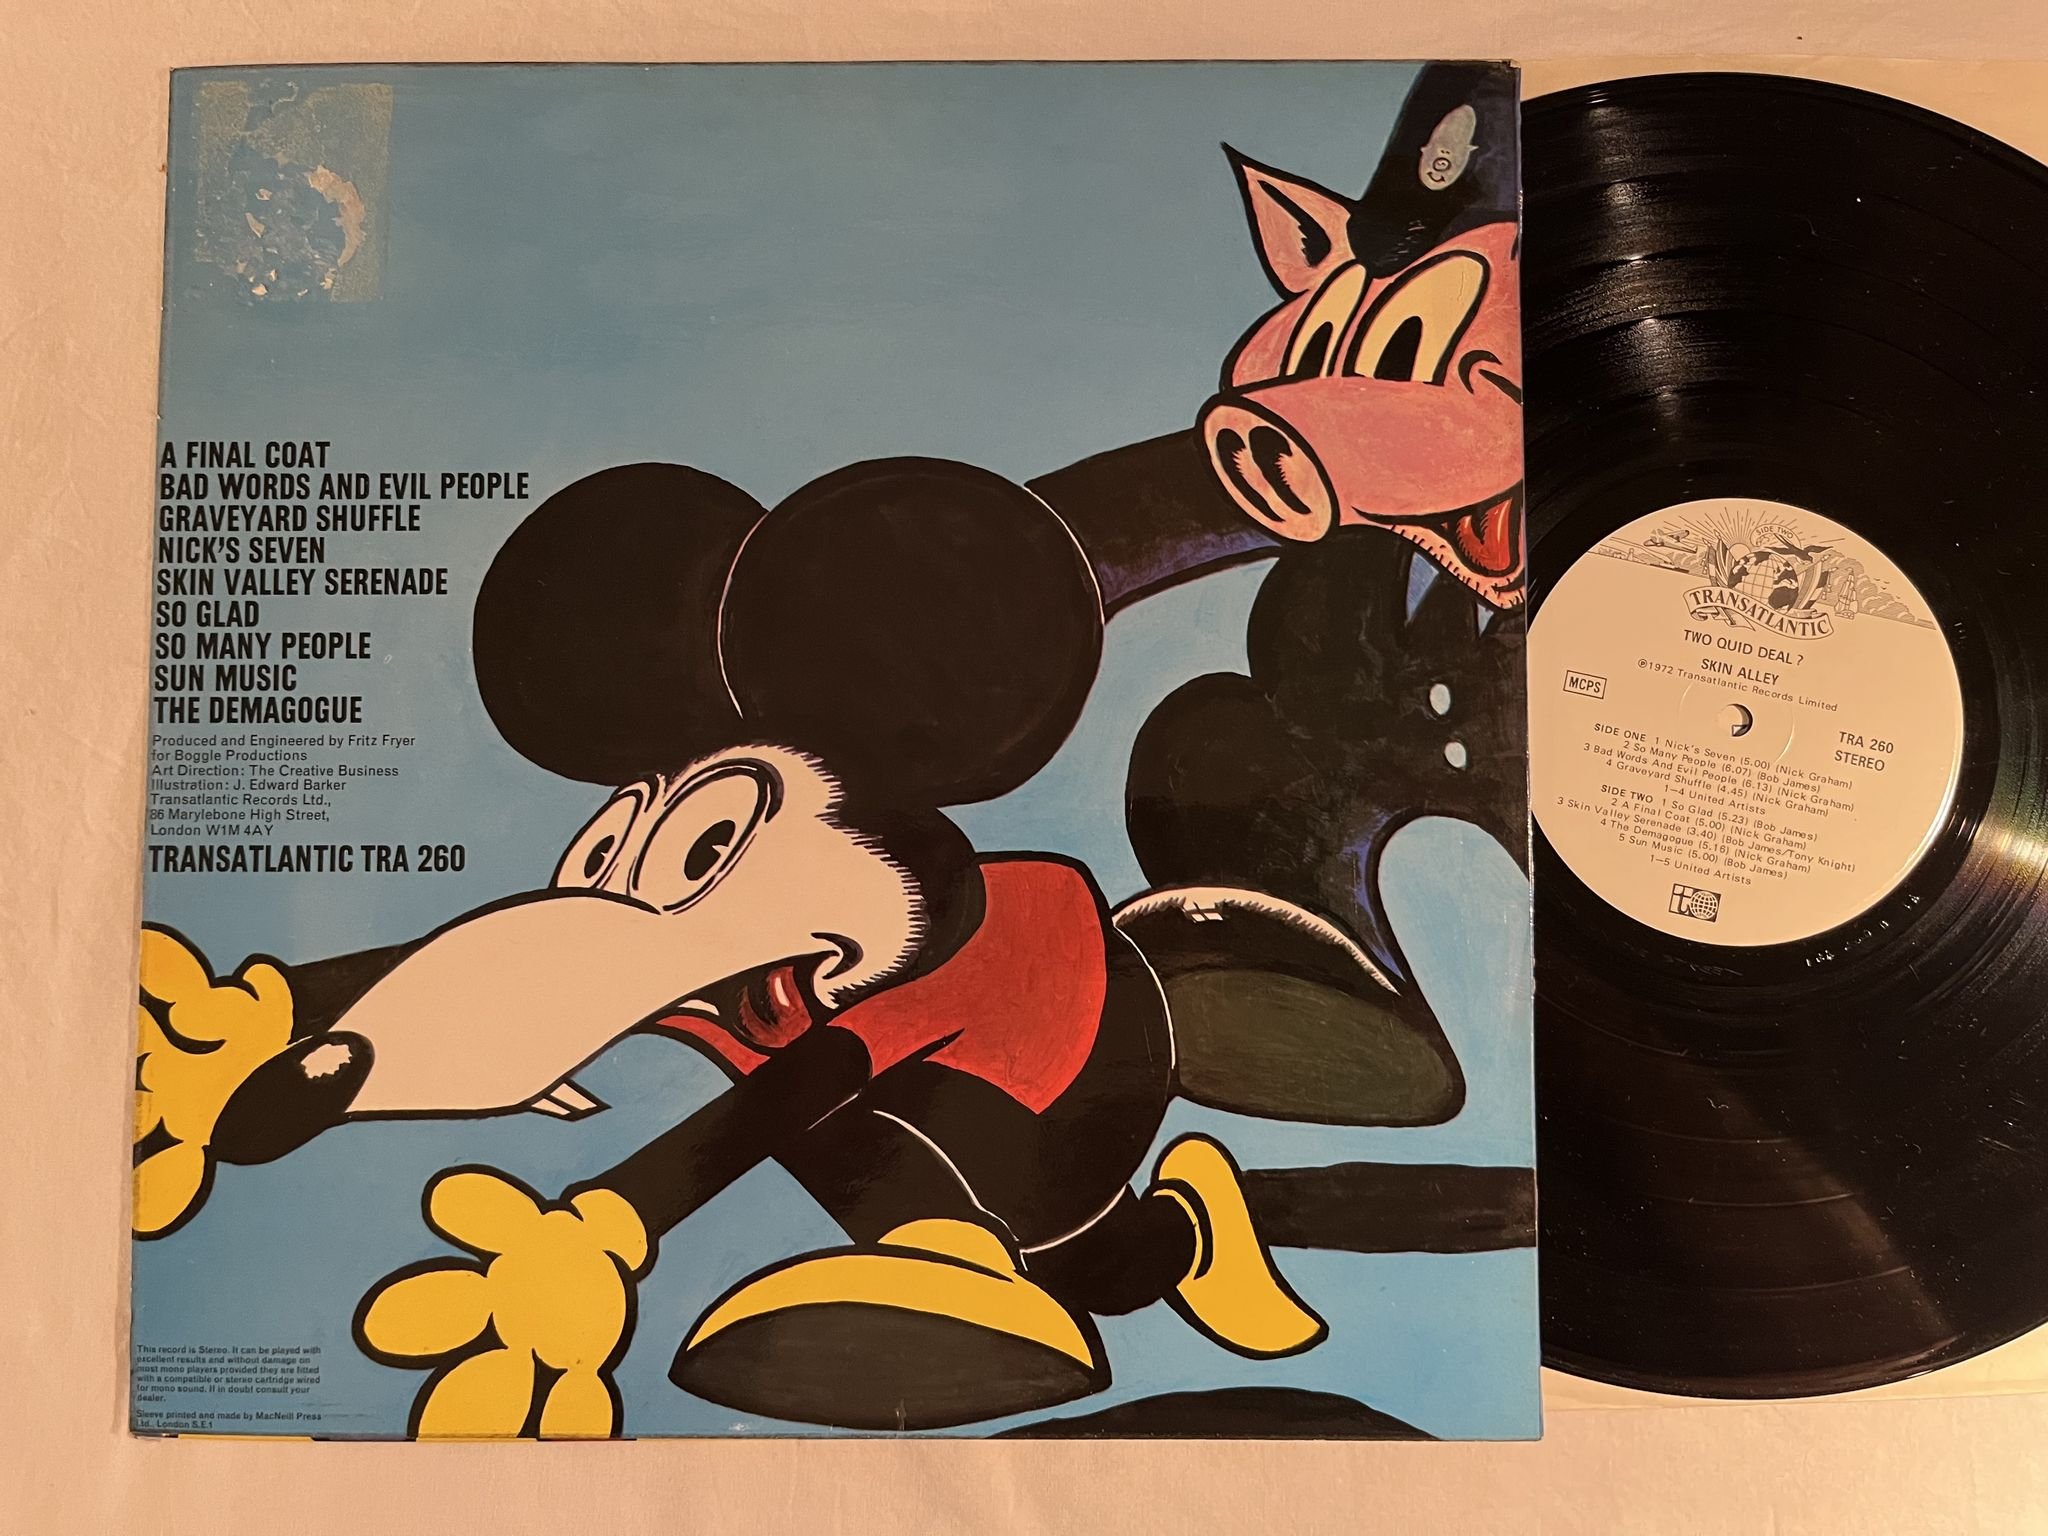 A FINAL COAT
BAD WORDS AND EVIL PEOPLE
GRAVEYARD SHUFFLE
NICK'S SEVEN
SKIN VALLEY SERENADE
SO GLAD
SO MANY PEOPLE
SUN MUSIC
THE DEMAGOGUE
Produced and Engineered by Fritz Fryer
for Boggle Productions
Art Direction: The Creative Business
Illustration: J. Edward Barker
Transatlantic Records Ltd.,
86 Marylebone High Street,
London W1M 4AY
TRANSATLANTIC TRA 260
This record is Stereo. It can be played with
excellent results and without damage on
most mono players provided they are fitted
with a compatible or stereo cartridge wired
for mono sound. If in doubt consult your
dealer.
Sleeve printed and made by MacNeill Press
Ltd., London S.E.1
SIDE TWO
TRANSATLANTIC
TWO QUID DEAL?
SKIN ALLEY
℗1972 Transatlantic Records Limited
MCPS
TRA 260
STEREO
SIDE ONE 1 Nick's Seven (5.00) (Nick Graham)
2 So Many People (6.07) (Bob James)
3 Bad Words And Evil People (6.13) (Nick Graham)
4 Graveyard Shuffle (4.45) (Nick Graham)
1—4 United Artists
SIDE TWO 1 So Glad (5.23) (Bob James)
2 A Final Coat (5.00) (Nick Graham)
3 Skin Valley Serenade (3.40) (Bob James/Tony Knight)
4 The Demagogue (5.16) (Nick Graham)
5 Sun Music (5.00) (Bob James)
1—5 United Artists